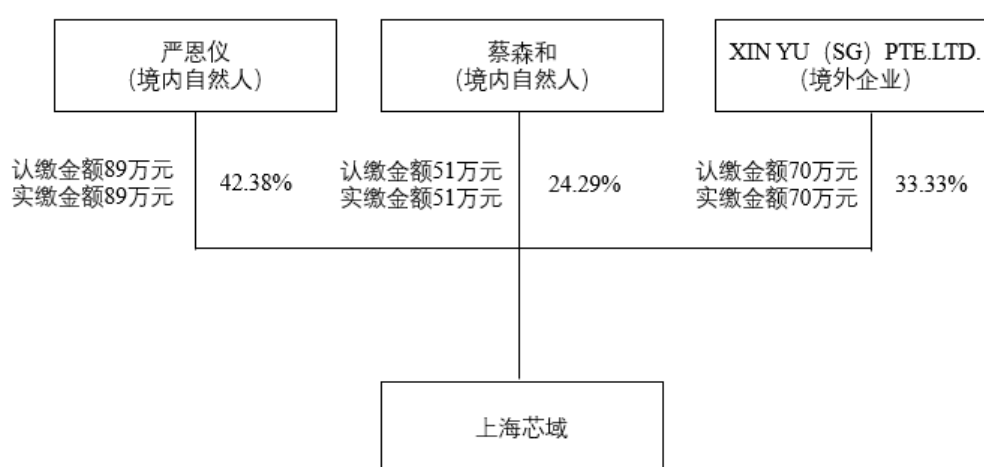 严恩仪
（境内自然人）
蔡森和
（境内自然人）
XIN YU（SG）PTE.LTD.
（境外企业）
认缴金额89万元
实缴金额89万元
42.38%
认缴金额51万元
实缴金额51万元
24.29%
认缴金额70万元
实缴金额70万元
33.33%
上海芯域